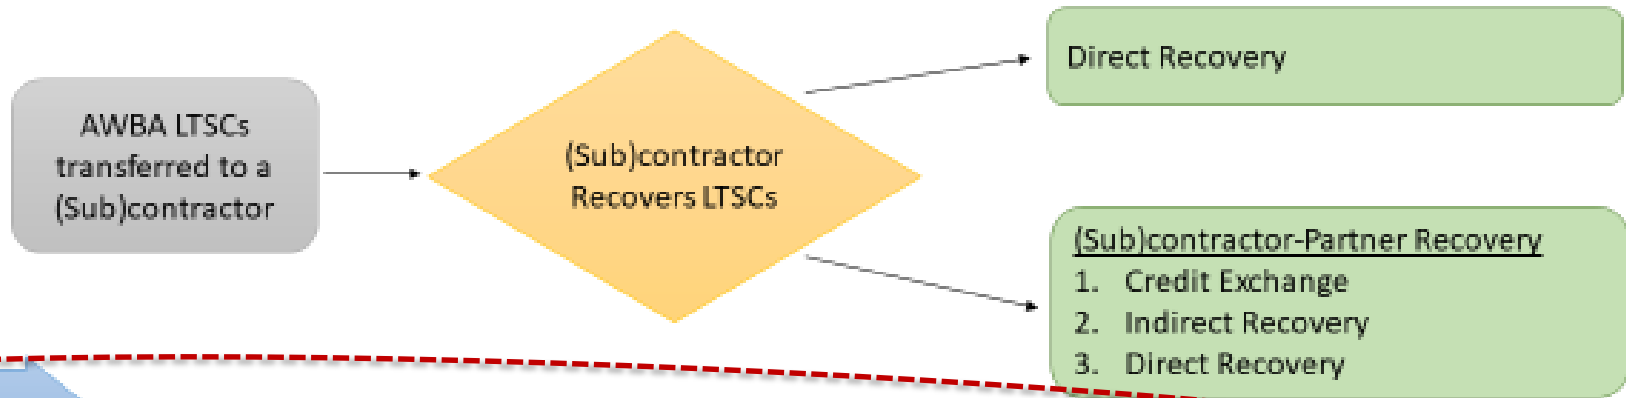 AWBA LTSCs
transferred to a
(Sub)contractor
(Sub)contractor
Recovers LTSCs
Direct Recovery
(Sub)contractor-Partner Recovery
1. Credit Exchange
2. Indirect Recovery
3. Direct Recovery